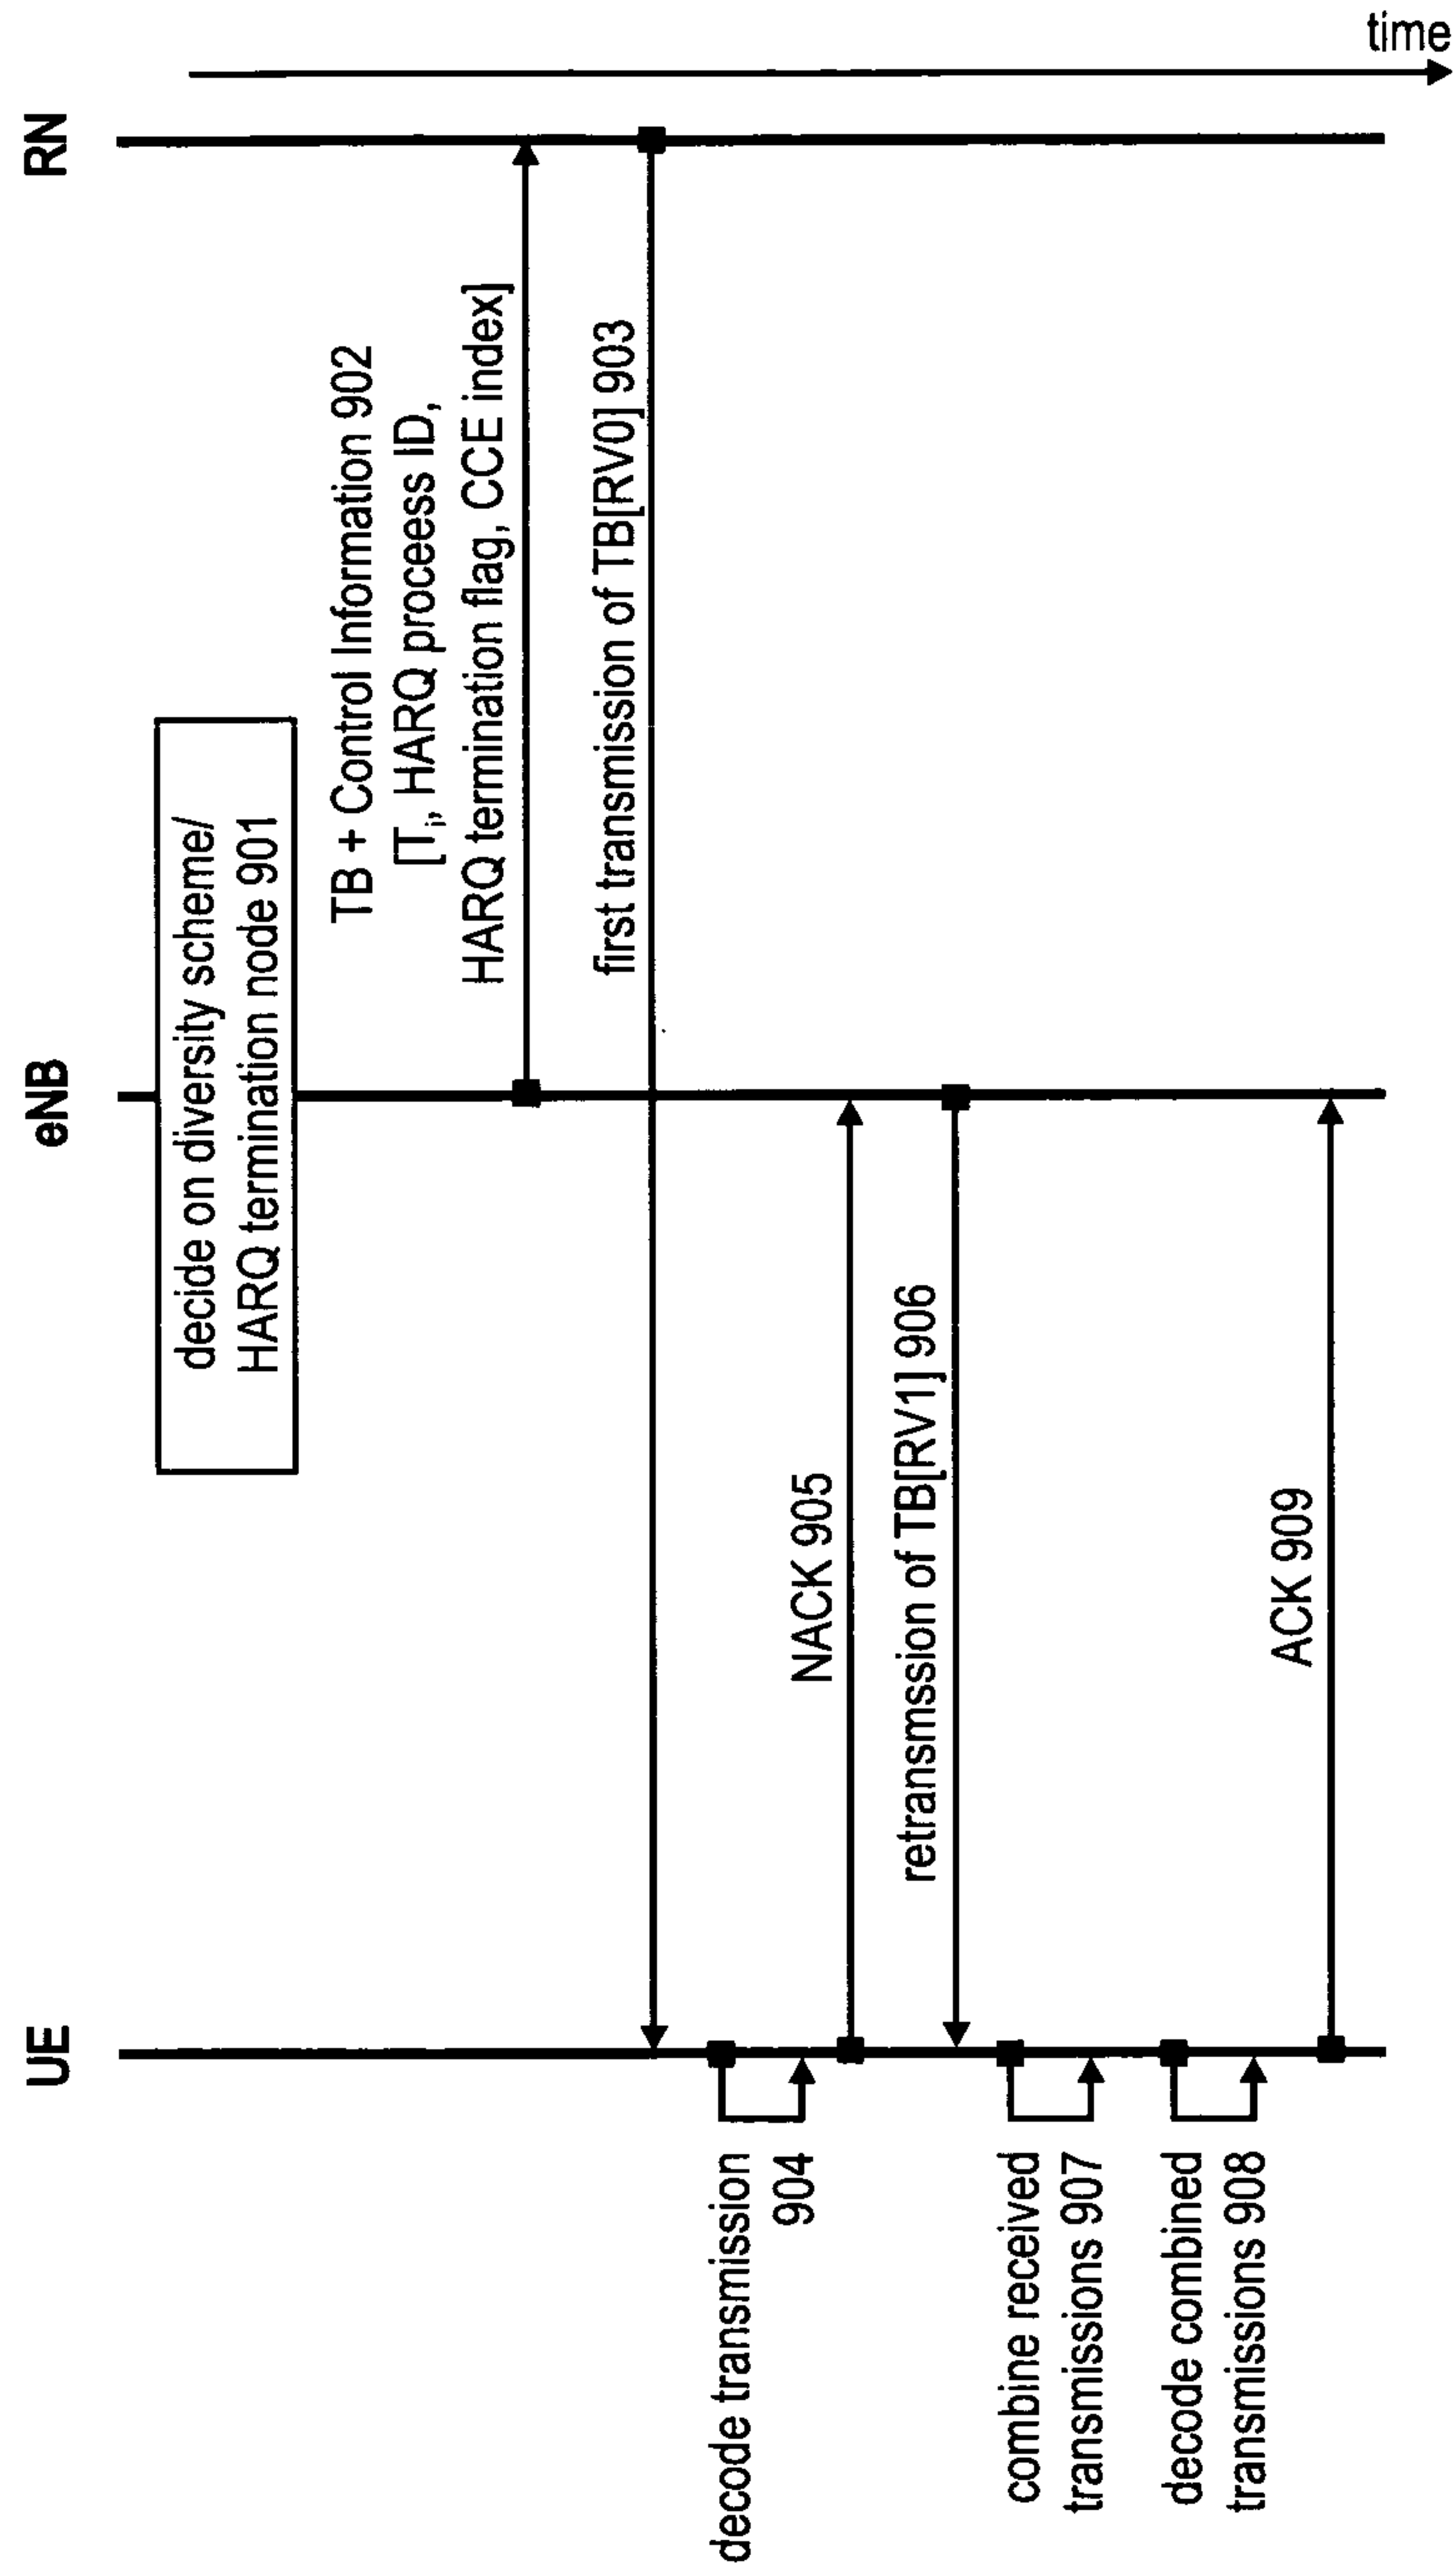 UE
eNB
RN
decide on diversity scheme/
HARQ termination node 901
TB + Control Information 902
[Ti, HARQ process ID,
HARQ termination flag, CCE index]
first transmission of TB[RV0] 903
decode transmission
904
NACK 905
retransmssion of TB[RV1] 906
combine received
transmissions 907
decode combined
transmissions 908
ACK 909
time